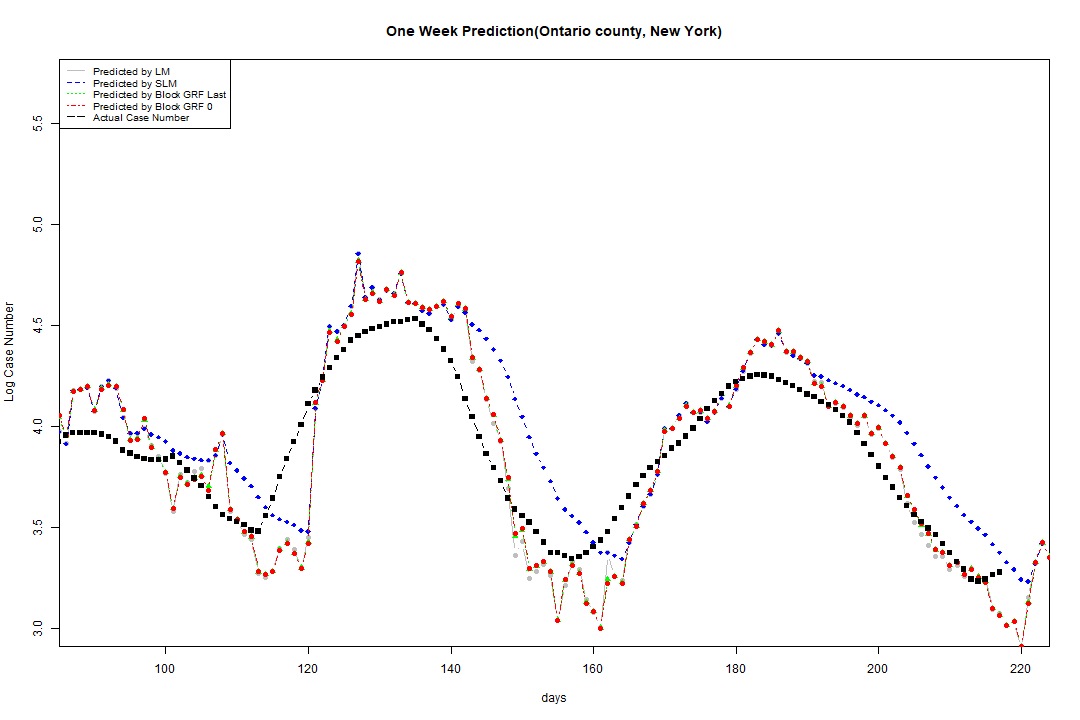 One Week Prediction(Ontario county, New York)
Predicted by LM
Predicted by SLM
Predicted by Block GRF Last
Predicted by Block GRF 0
Actual Case Number
Log Case Number
5.5
5.0
4.5
4.0
3.5
3.0
100 120 140 160 180 200 220
days